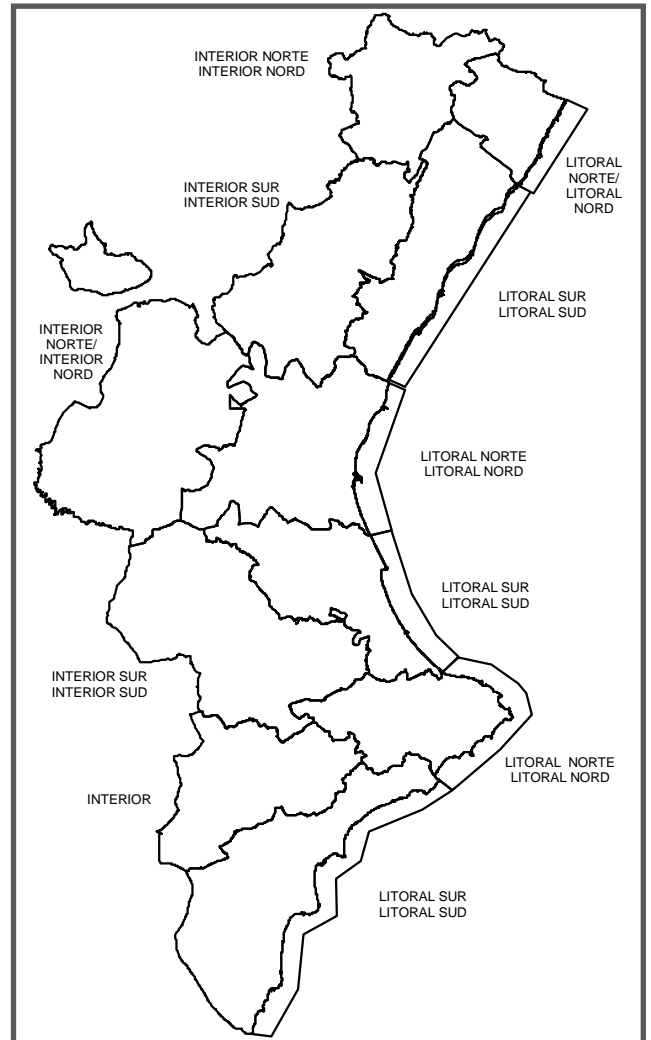 INTERIOR NORTE
INTERIOR NORD
LITORAL
NORTE/
LITORAL
NORD
INTERIOR SUR
INTERIOR SUD
LITORAL SUR
LITORAL SUD
INTERIOR
NORTE/
INTERIOR
NORD
LITORAL NORTE
LITORAL NORD
LITORAL SUR
LITORAL SUD
INTERIOR SUR
INTERIOR SUD
LITORAL NORTE
LITORAL NORD
INTERIOR
LITORAL SUR
LITORAL SUD